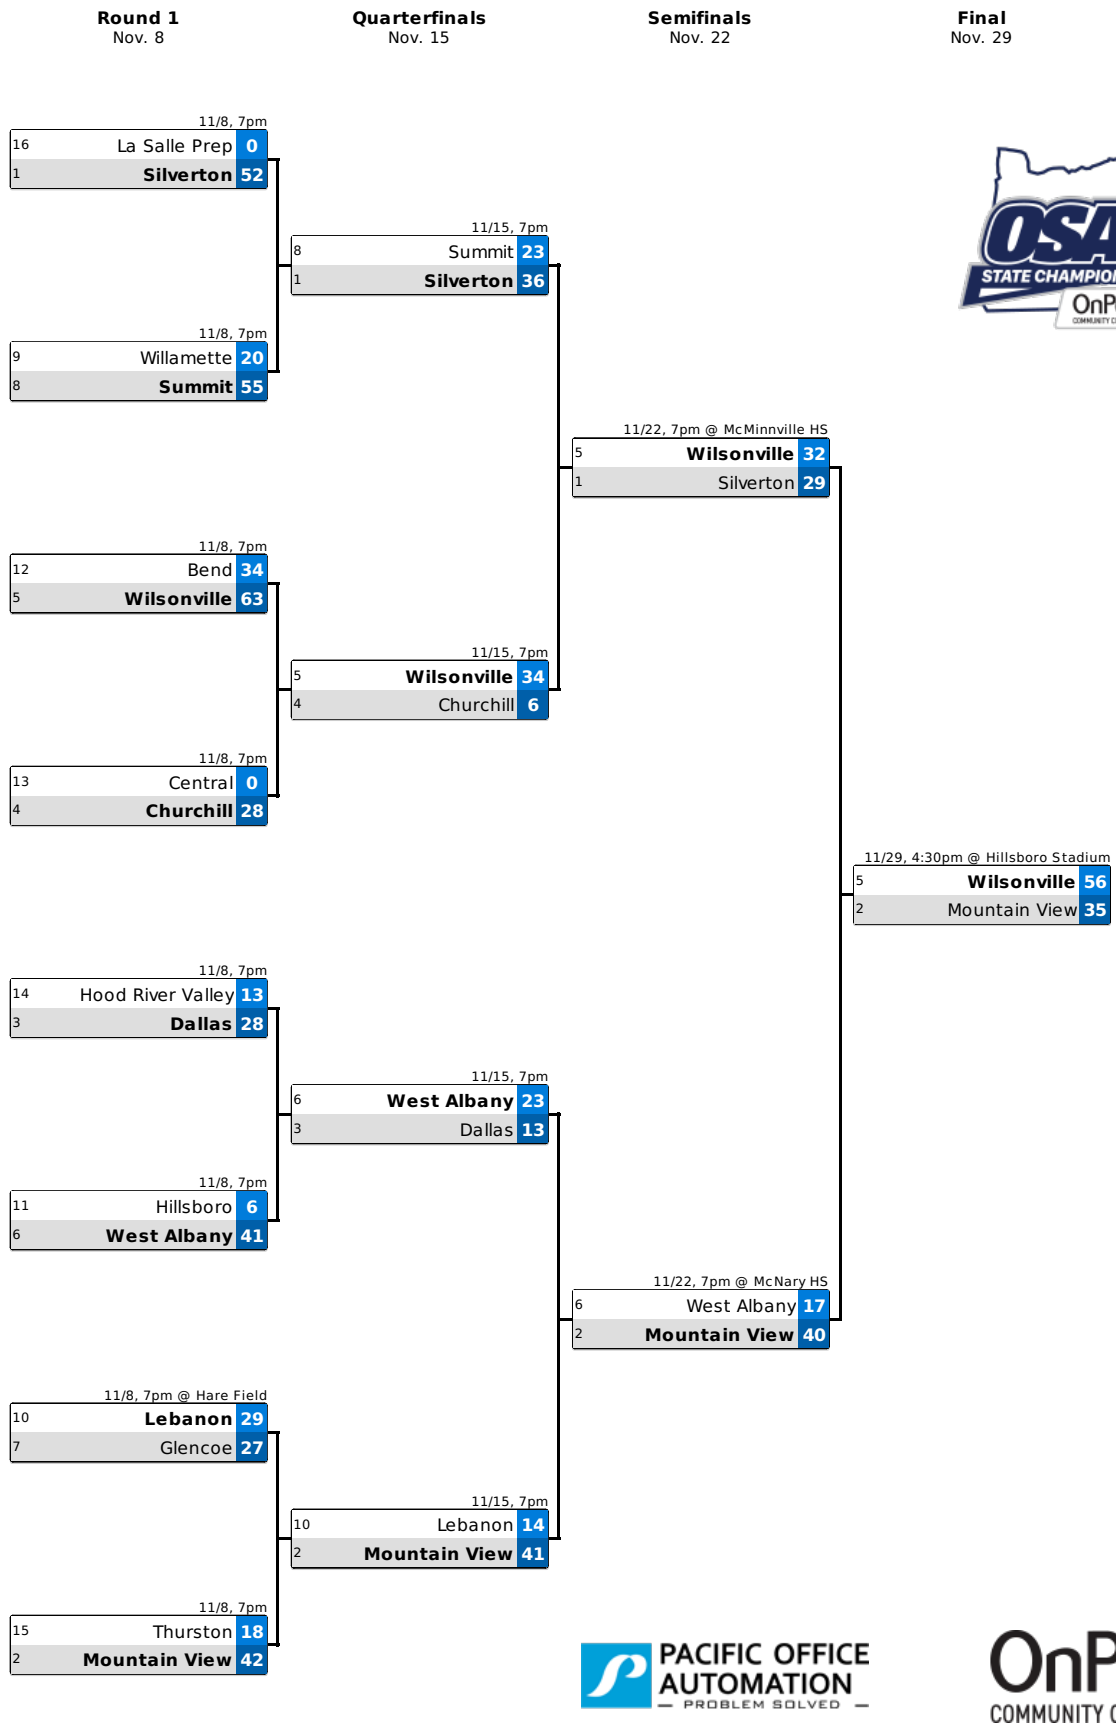 Round 1
Nov. 8
Quarterfinals
Nov. 15
Semifinals
Nov. 22
Final
Nov. 29
11/8, 7pm
16 La Salle Prep 0
1 Silverton 52
11/8, 7pm
9 Willamette 20
8 Summit 55
11/8, 7pm
12 Bend 34
5 Wilsonville 63
11/8, 7pm
13 Central 0
4 Churchill 28
11/8, 7pm
14 Hood River Valley 13
3 Dallas 28
11/8, 7pm
11 Hillsboro 6
6 West Albany 41
11/8, 7pm @ Hare Field
10 Lebanon 29
7 Glencoe 27
11/8, 7pm
15 Thurston 18
2 Mountain View 42
11/15, 7pm
8 Summit 23
1 Silverton 36
11/15, 7pm
5 Wilsonville 34
4 Churchill 6
11/15, 7pm
6 West Albany 23
3 Dallas 13
11/15, 7pm
10 Lebanon 14
2 Mountain View 41
11/22, 7pm @ McMinnville HS
5 Wilsonville 32
1 Silverton 29
11/22, 7pm @ McNary HS
6 West Albany 17
2 Mountain View 40
11/29, 4:30pm @ Hillsboro Stadium
5 Wilsonville 56
2 Mountain View 35
OSA
STATE CHAMPION
OnP
COMMUNITY C
PACIFIC OFFICE
AUTOMATION
— PROBLEM SOLVED —
OnP
COMMUNITY C